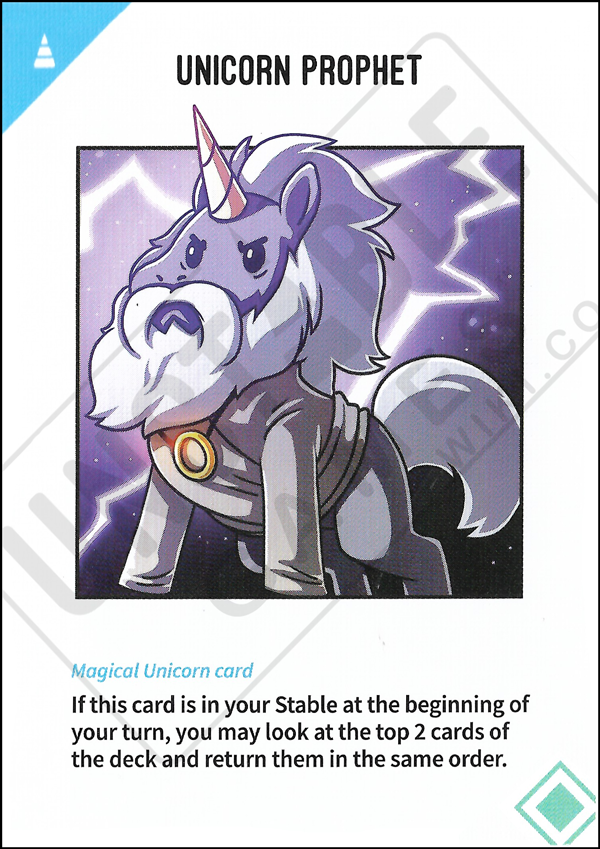 UNICORN PROPHET
Magical Unicorn card
If this card is in your Stable at the beginning of
your turn, you may look at the top 2 cards of
the deck and return them in the same order.